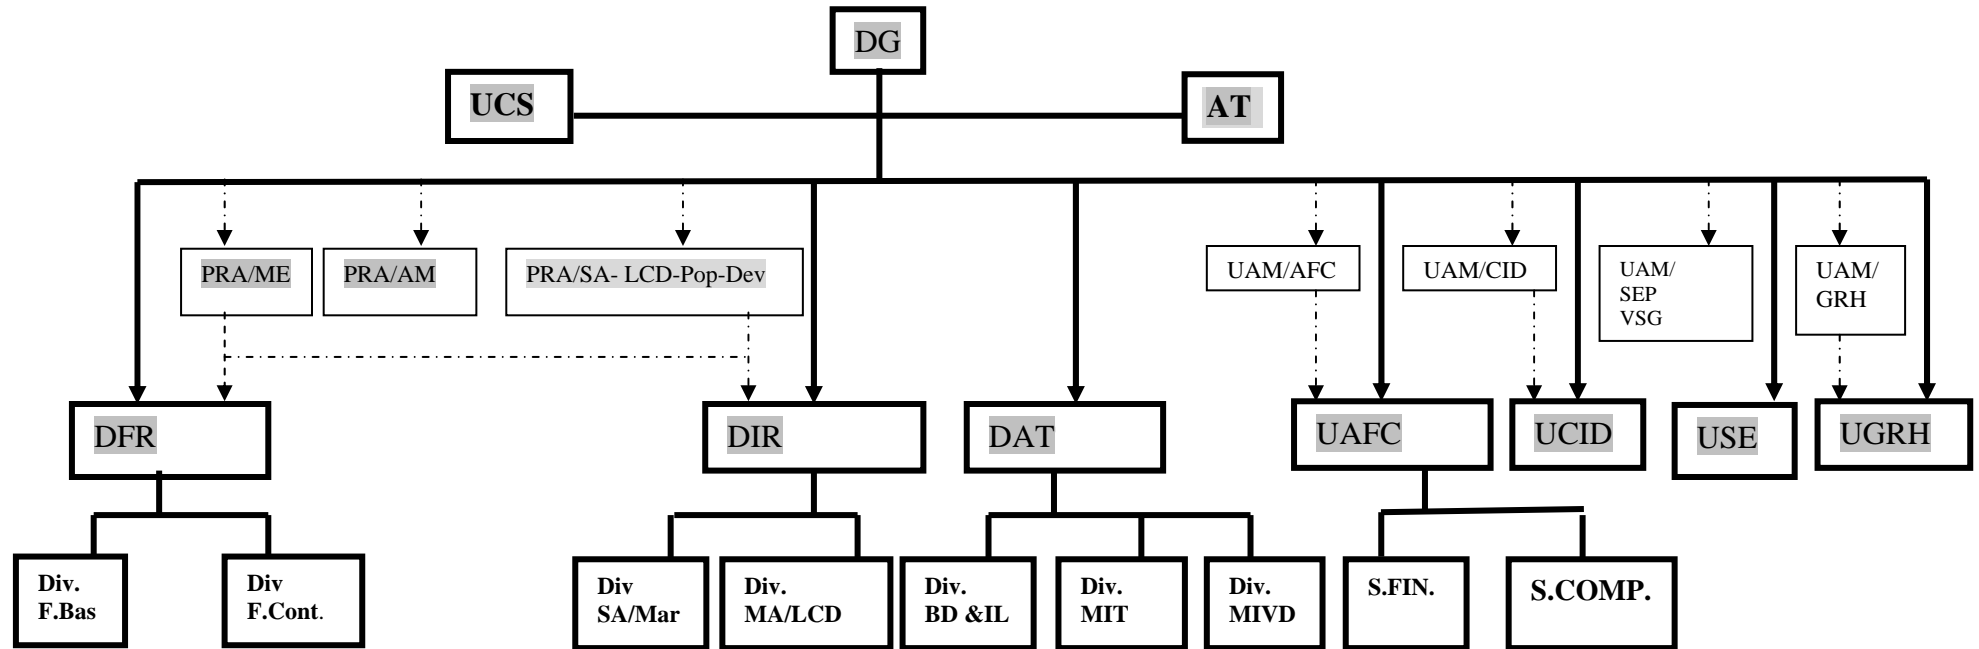 DG
UCS
AT
PRA/ME
PRA/AM
PRA/SA- LCD-Pop-Dev
UAM/AFC
UAM/CID
UAM/
SEP
VSG
UAM/
GRH
DFR
DIR
DAT
UAFC
UCID
USE
UGRH
Div.
F.Bas
Div
F.Cont.
Div
SA/Mar
Div.
MA/LCD
Div.
BD &IL
Div.
MIT
Div.
MIVD
S.FIN.
S.COMP.